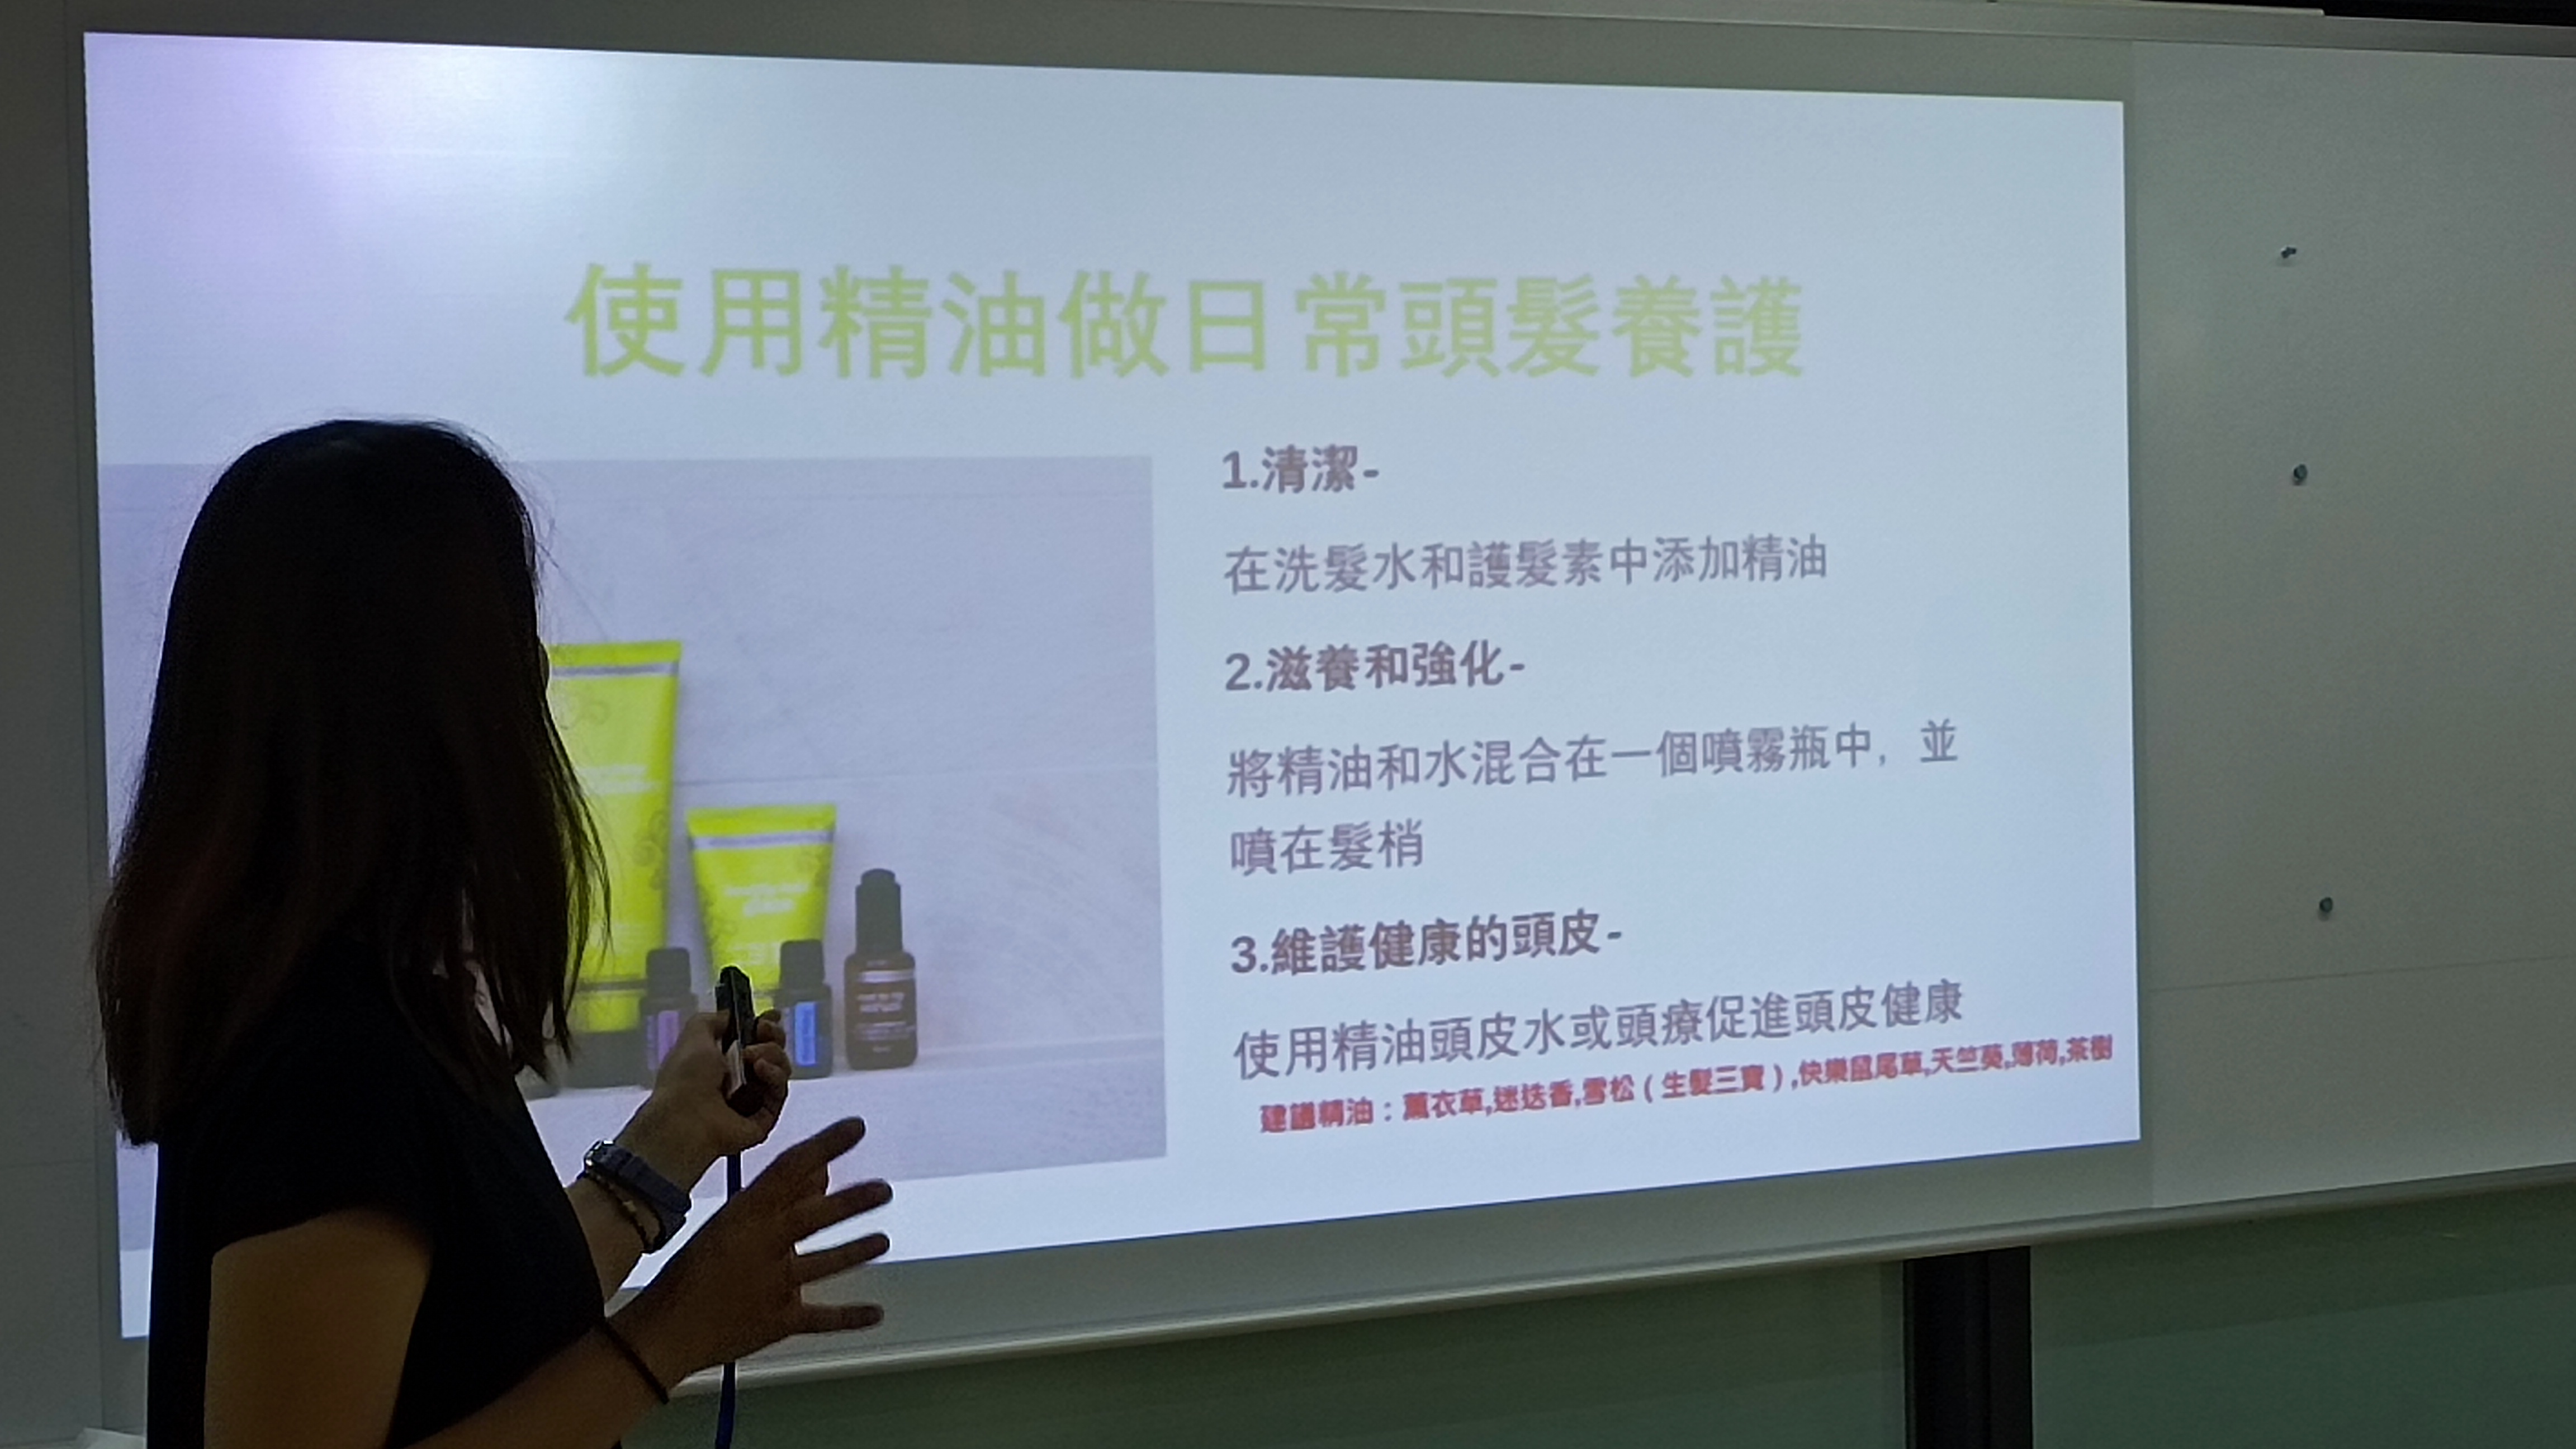 使用精油做日常頭髮養護
1.清潔-
在洗髮水和護髮素中添加精油
2.滋養和強化-
將精油和水混合在一個噴霧瓶中，並
噴在髮梢
3.維護健康的頭皮-
使用精油頭皮水或頭療促進頭皮健康
建議精油：薰衣草,迷迭香,雪松（生髮三寶）,快樂鼠尾草,天竺葵,薄荷,茶樹